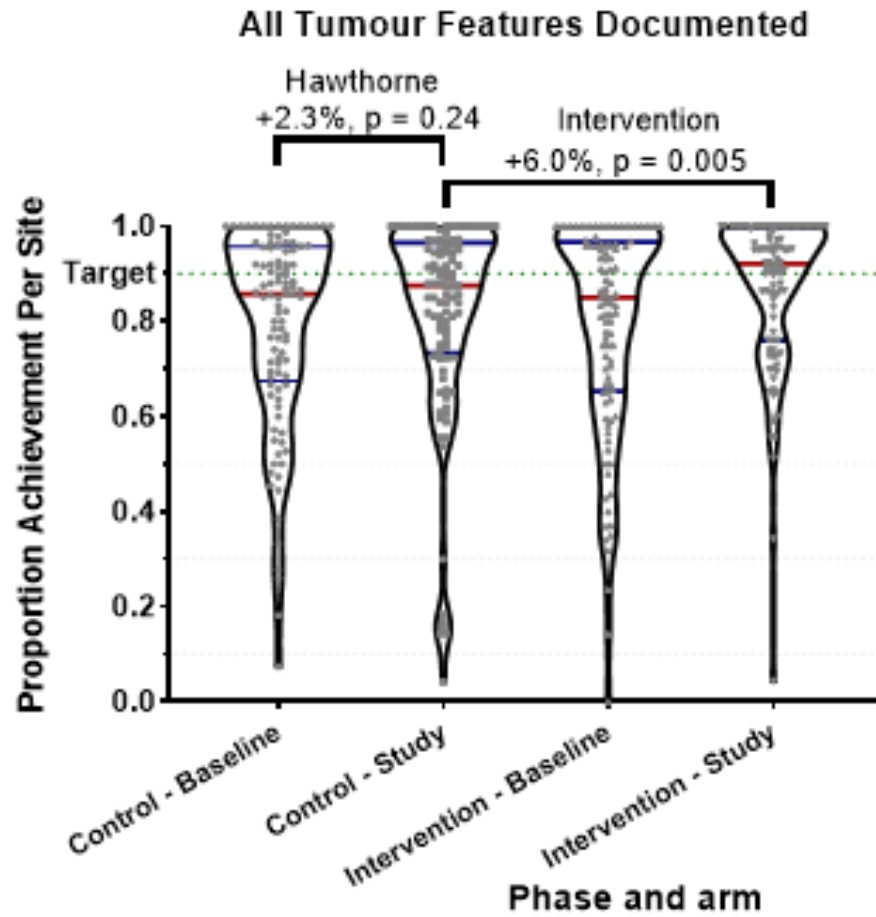 All Tumour Features Documented
Hawthorne
+2.3%, p = 0.24
Intervention
+6.0%, p = 0.005
Proportion Achievement Per Site
1.0
Target
0.8
0.6
0.4
0.2
0.0
Control - Baseline
Control - Study
Intervention - Baseline
Intervention - Study
Phase and arm